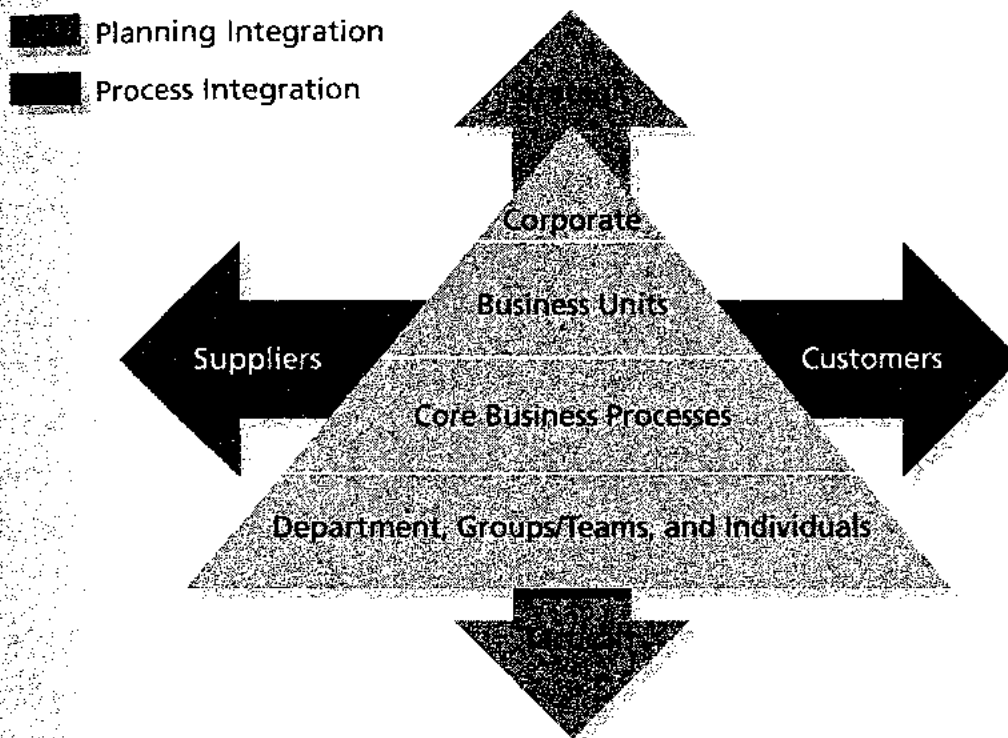 Planning Integration
Process Integration
Corporate
Business Units
Suppliers
Customers
Core Business Processes
Department, Groups/Teams, and Individuals